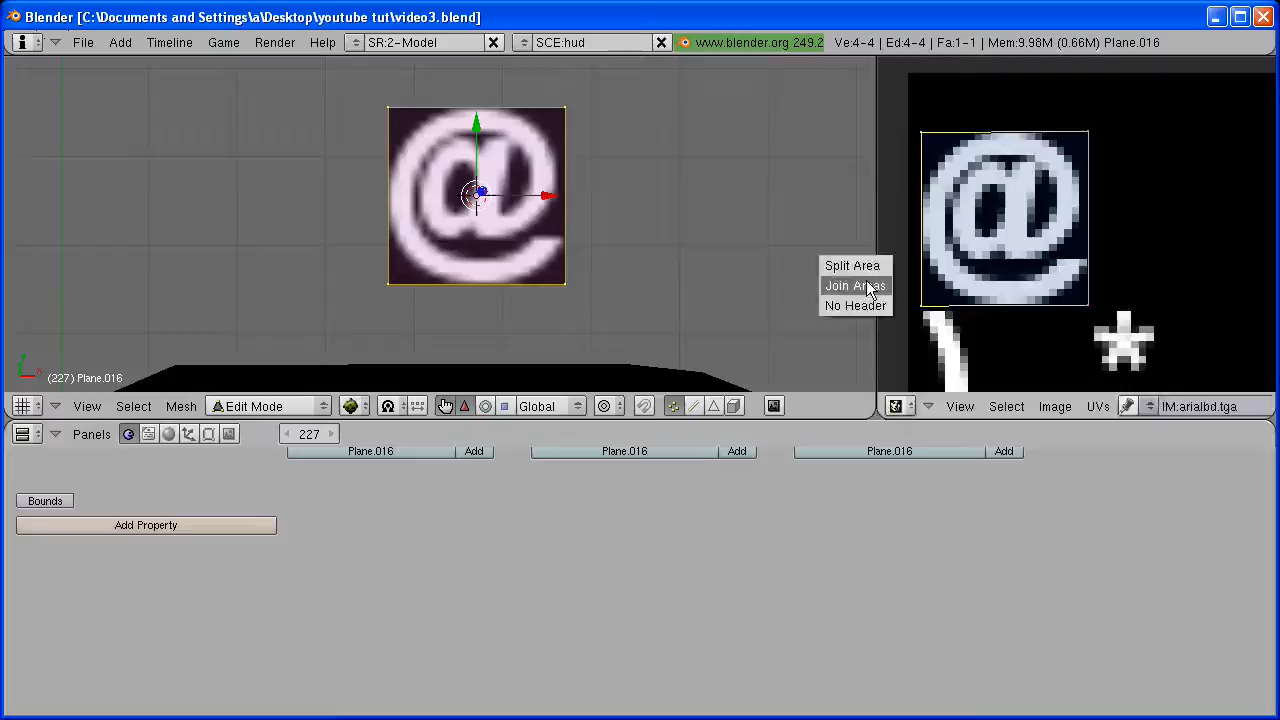 Blender [C:\Documents and Settings\a\Desktop\youtube tut\video3.blend]
File Add Timeline Game Render Help SR:2-Model SCE:hud www.blender.org 249.2 Ve:4-4 | Ed:4-4 | Fa:1-1 | Mem:9.98M (0.66M) Plane.016
@
@
Split Area
Join Areas
No Header
(227) Plane.016
View Select Mesh Edit Mode Global View Select Image UVs IM:arialbd.tga
Panels 227
Plane.016 Add Plane.016 Add Plane.016 Add
Bounds
Add Property